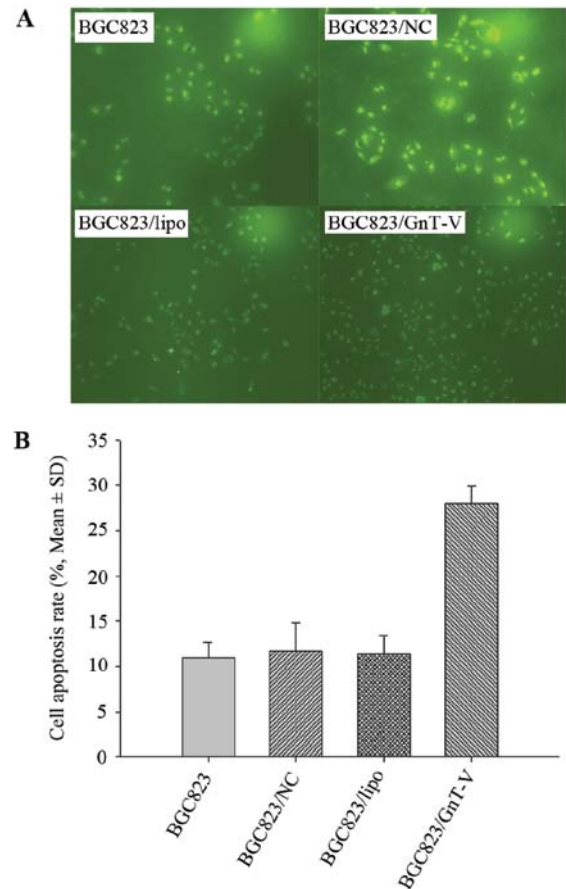 A
BGC823
BGC823/NC
BGC823/lipo
BGC823/GnT-V
B
Cell apoptosis rate (%, Mean ± SD)
35
30
25
20
15
10
5
0
BGC823
BGC823/NC
BGC823/lipo
BGC823/GnT-V